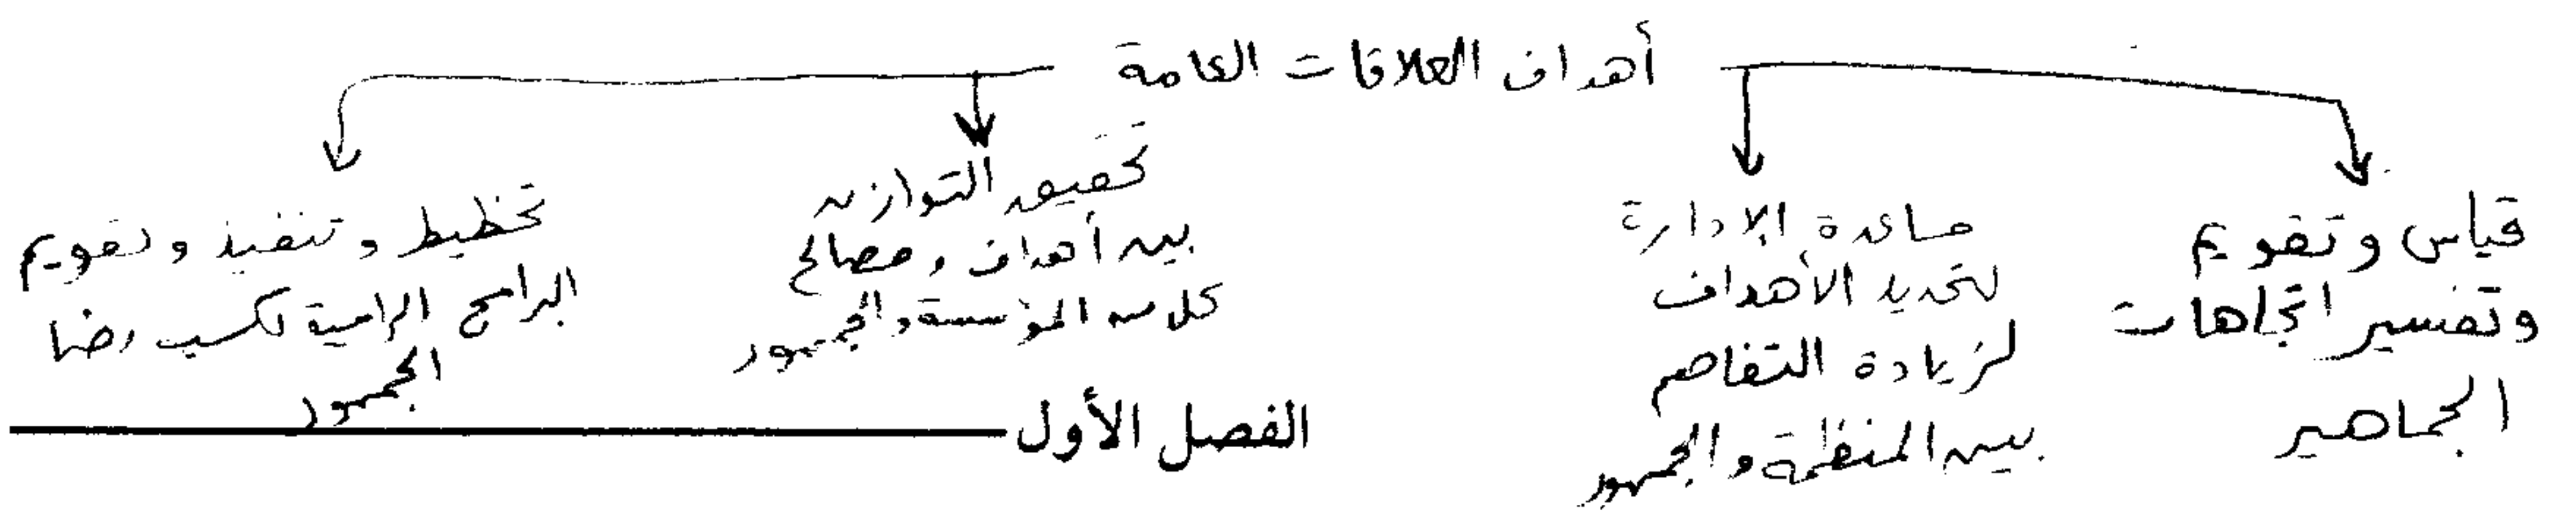 أهداف العلاقات العامة
قياس وتقويم
وتفسير اتجاهات
الجماهير
مساعدة الإدارة
لتحديد الأهداف
لزيادة التفاهم
بين المنظمة والجمهور
تحقيق التوازن
بين أهداف ومصالح
كل من المؤسسة والجمهور
تخطيط وتنفيذ وتقويم
البرامج الرامية لكسب رضا
الجمهور
الفصل الأول